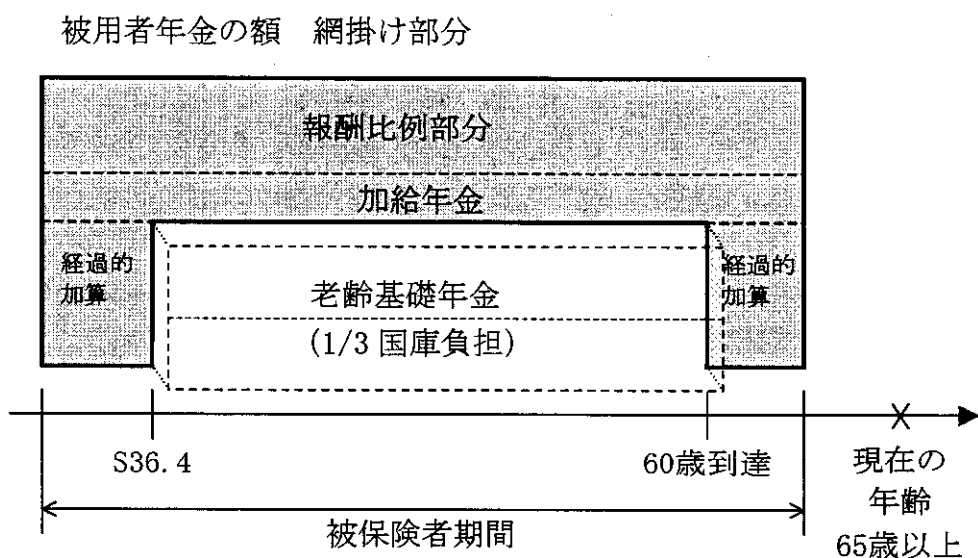 被用者年金の額　網掛け部分
報酬比例部分
加給年金
経過的
加算
老齢基礎年金
(1/3 国庫負担)
経過的
加算
S36.4
60歳到達
現在の
年齢
65歳以上
被保険者期間